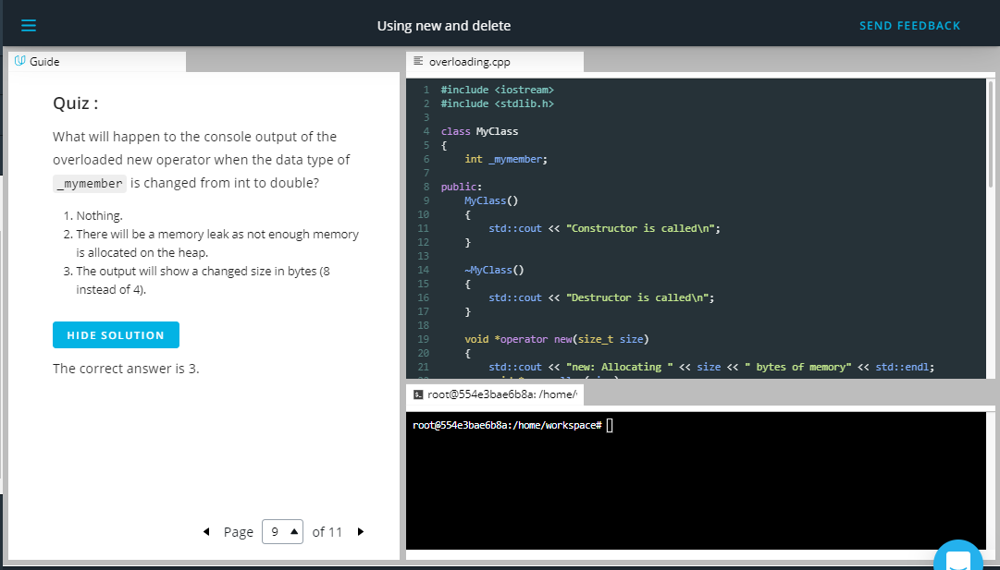 Using new and delete
SEND FEEDBACK
Guide
Quiz :
What will happen to the console output of the
overloaded new operator when the data type of
_mymember is changed from int to double?
1. Nothing.
2. There will be a memory leak as not enough memory
is allocated on the heap.
3. The output will show a changed size in bytes (8
instead of 4).
HIDE SOLUTION
The correct answer is 3.
Page 9 of 11
overloading.cpp
1 #include <iostream>
2 #include <stdlib.h>
3
4 class MyClass
5 {
6 int _mymember;
7
8 public:
9 MyClass()
10 {
11 std::cout << "Constructor is called\n";
12 }
13
14 ~MyClass()
15 {
16 std::cout << "Destructor is called\n";
17 }
18
19 void *operator new(size_t size)
20 {
21 std::cout << "new: Allocating " << size << " bytes of memory" << std::endl;
root@554e3bae6b8a: /home/
root@554e3bae6b8a:/home/workspace#